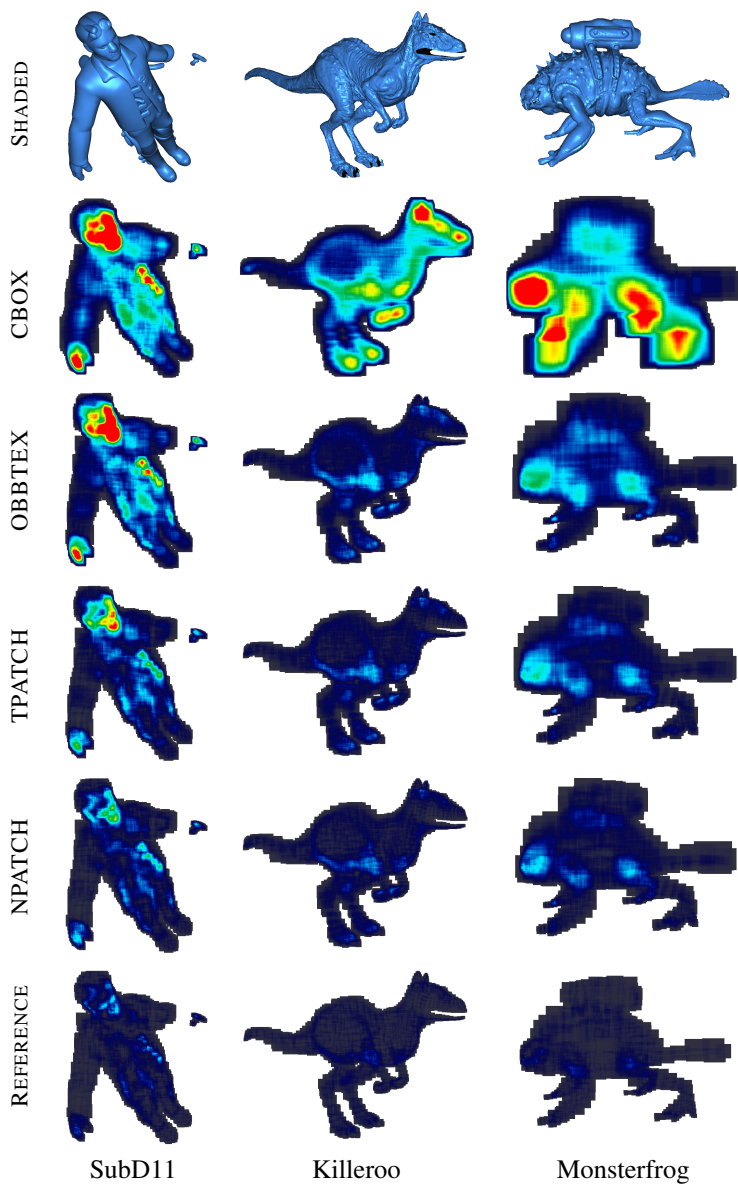 SHADED
CBOX
OBBTEX
TPATCH
NPATCH
REFERENCE
SubD11 Killeroo Monsterfrog